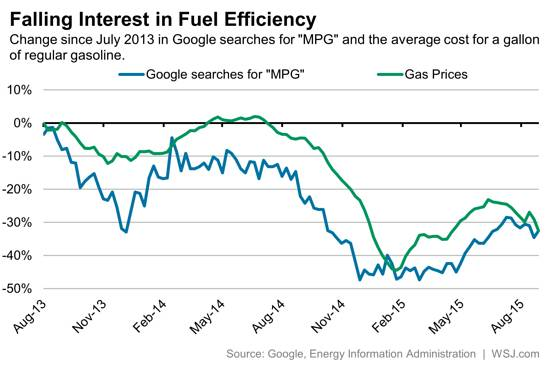 Falling Interest in Fuel Efficiency
Change since July 2013 in Google searches for "MPG" and the average cost for a gallon
of regular gasoline.
Google searches for "MPG"
Gas Prices
10%
0%
-10%
-20%
-30%
-40%
-50%
Aug-13
Nov-13
Feb-14
May-14
Aug-14
Nov-14
Feb-15
May-15
Aug-15
Source: Google, Energy Information Administration | WSJ.com